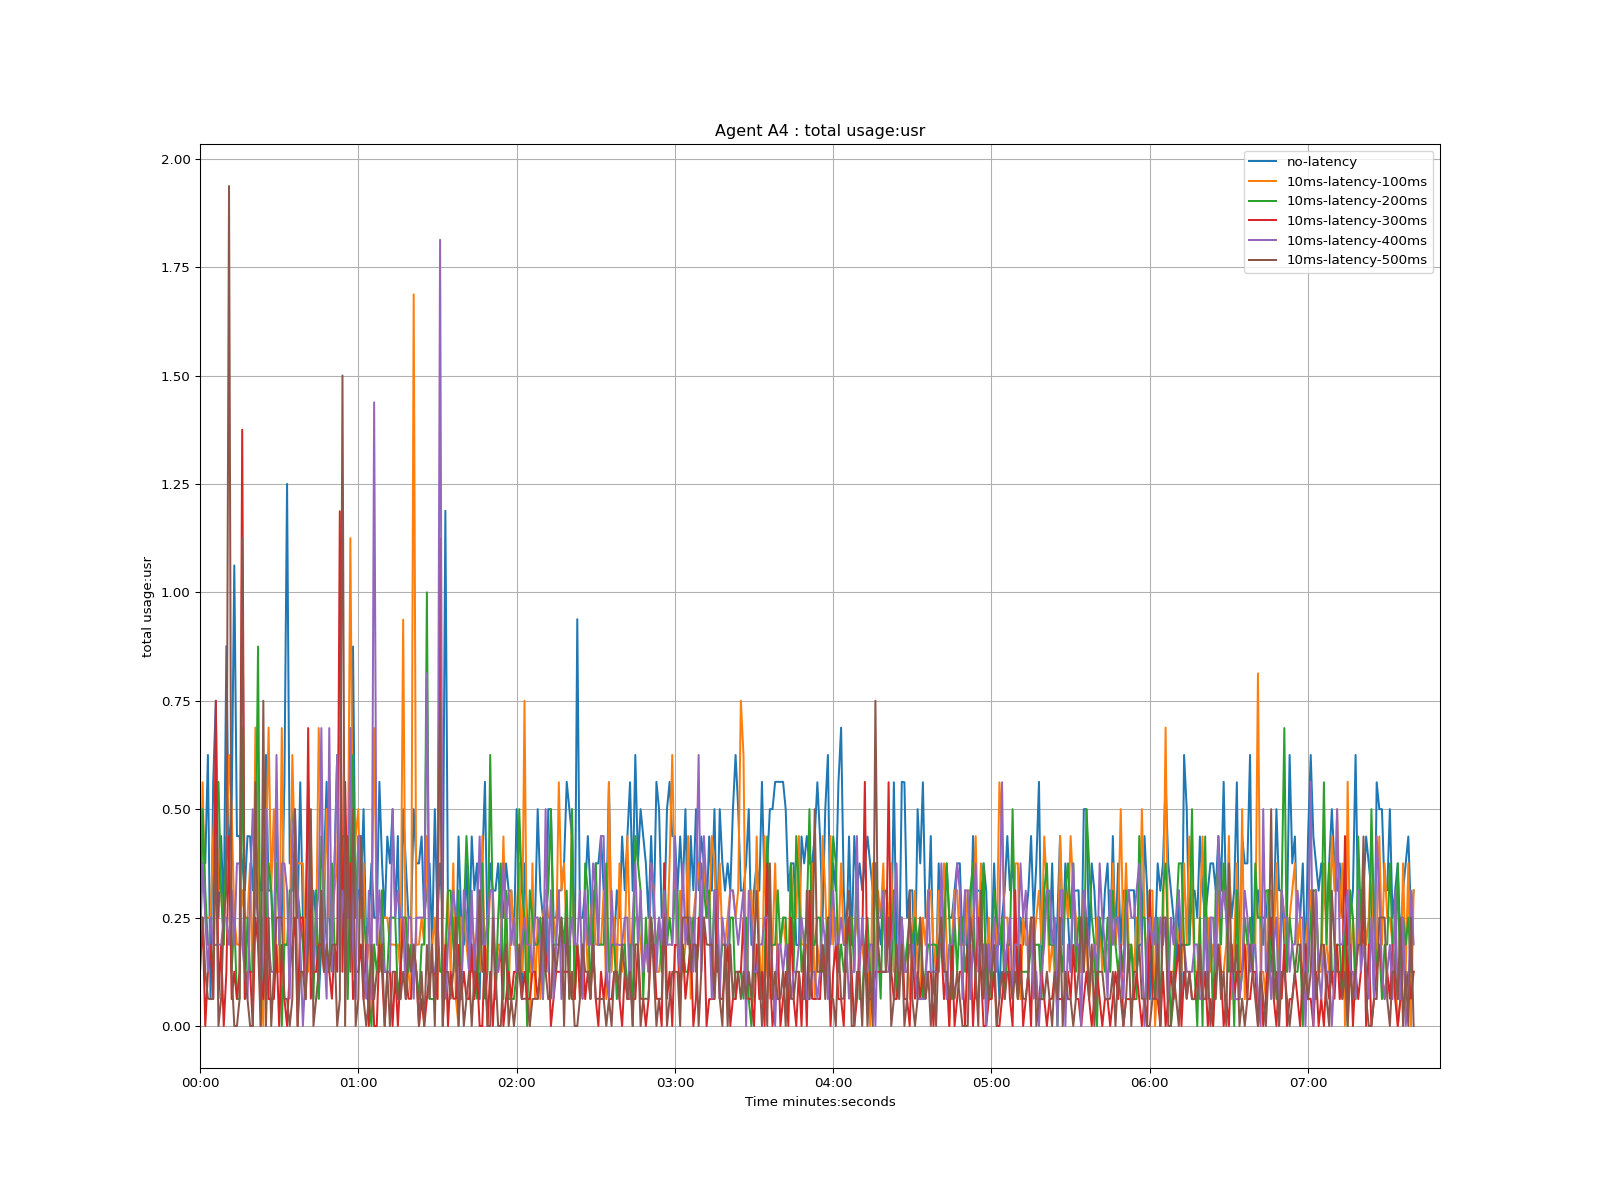 Agent A4 : total usage:usr
2.00
1.75
1.50
1.25
1.00
0.75
0.50
0.25
0.00
total usage:usr
no-latency
10ms-latency-100ms
10ms-latency-200ms
10ms-latency-300ms
10ms-latency-400ms
10ms-latency-500ms
00:00 01:00 02:00 03:00 04:00 05:00 06:00 07:00
Time minutes:seconds